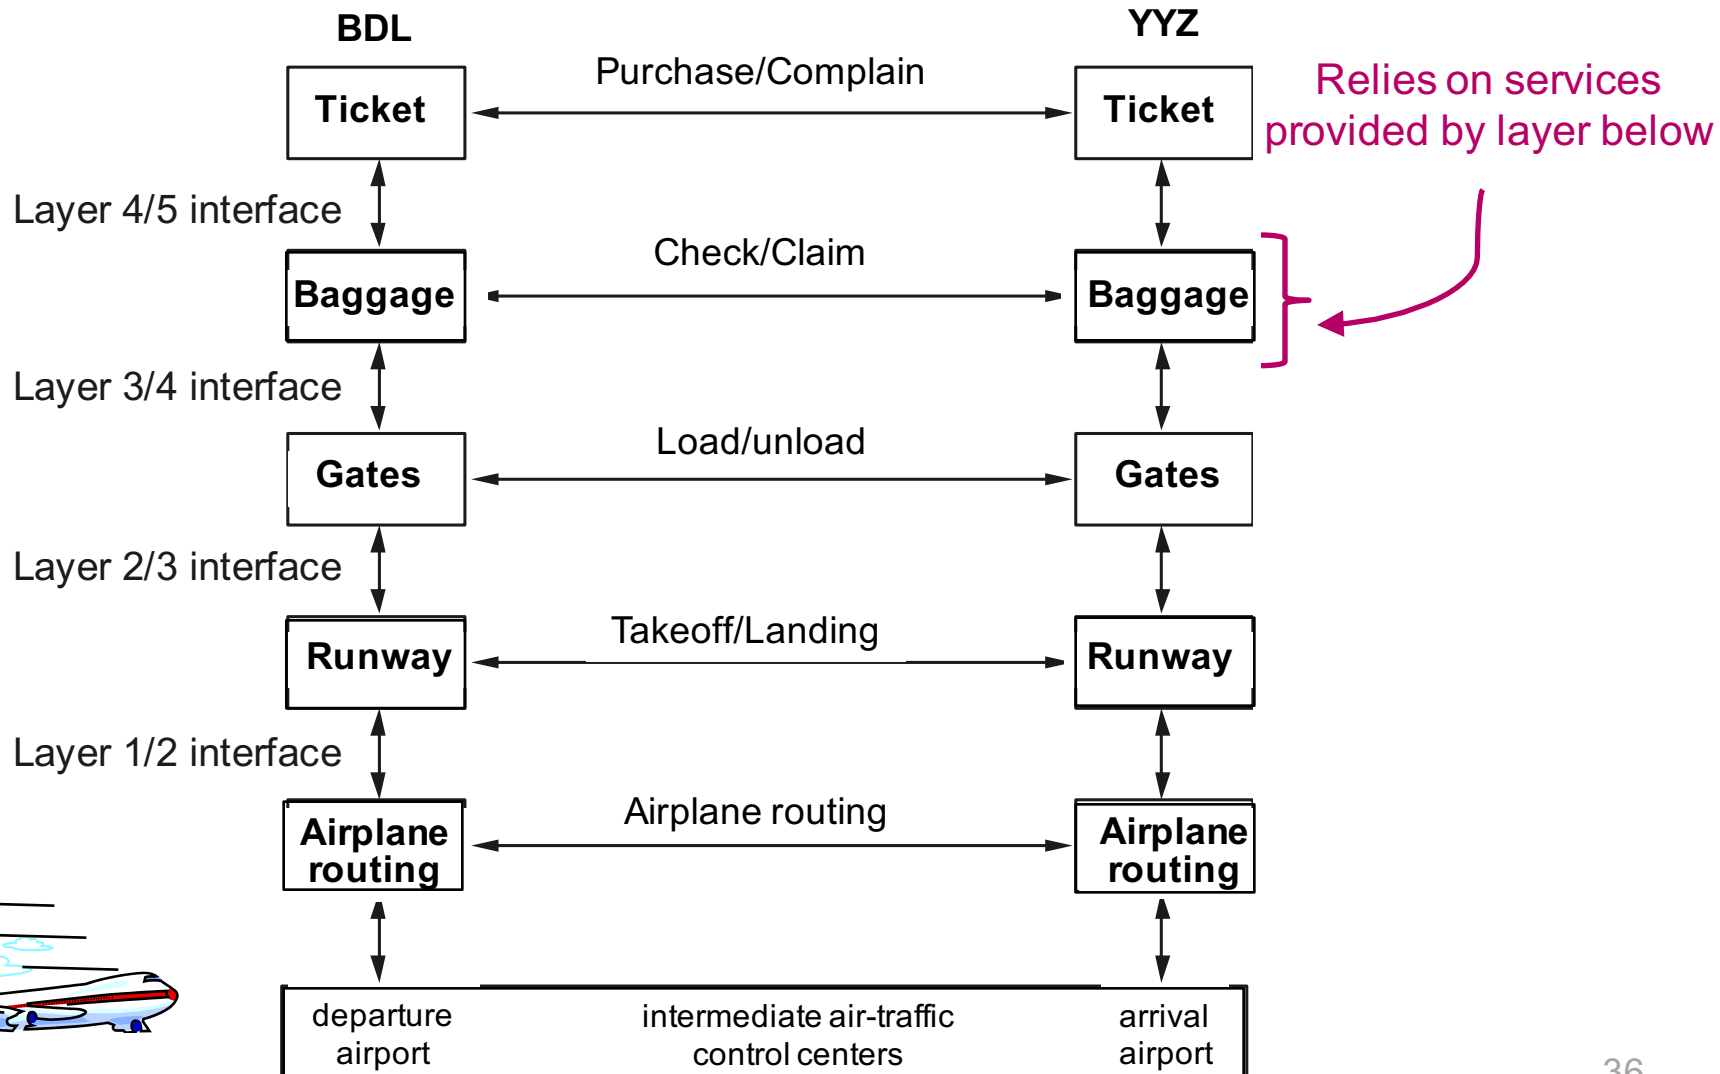 BDL
YYZ
Purchase/Complain
Ticket
Ticket
Relies on services
provided by layer below
Layer 4/5 interface
Check/Claim
Baggage
Baggage
Layer 3/4 interface
Load/unload
Gates
Gates
Layer 2/3 interface
Takeoff/Landing
Runway
Runway
Layer 1/2 interface
Airplane routing
Airplane
routing
Airplane
routing
departure
airport
intermediate air-traffic
control centers
arrival
airport
36